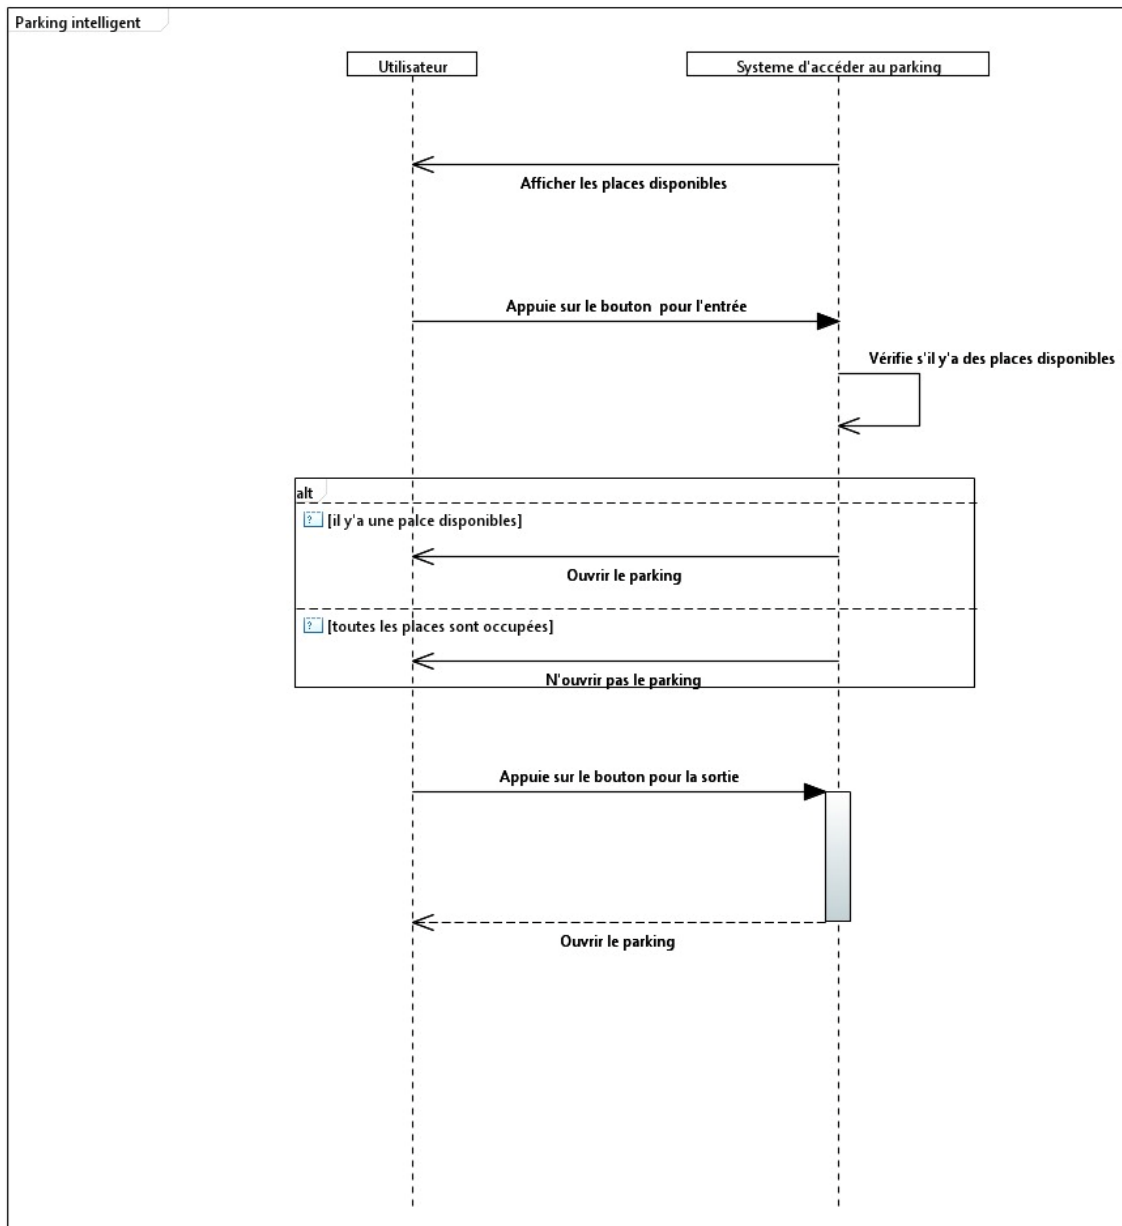 Parking intelligent
Utilisateur
Systeme d'accéder au parking
Afficher les places disponibles
Appuie sur le bouton  pour l'entrée
Vérifie s'il y'a des places disponibles
alt
? [il y'a une palce disponibles]
Ouvrir le parking
? [toutes les places sont occupées]
N'ouvrir pas le parking
Appuie sur le bouton pour la sortie
Ouvrir le parking